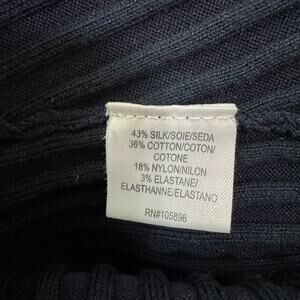 43% SILK/SOIE/SEDA
36% COTTON/COTON/
COTONE
18% NYLON/NILON
3% ELASTANE/
ELASTHANNE/ELASTANO
RN#105896